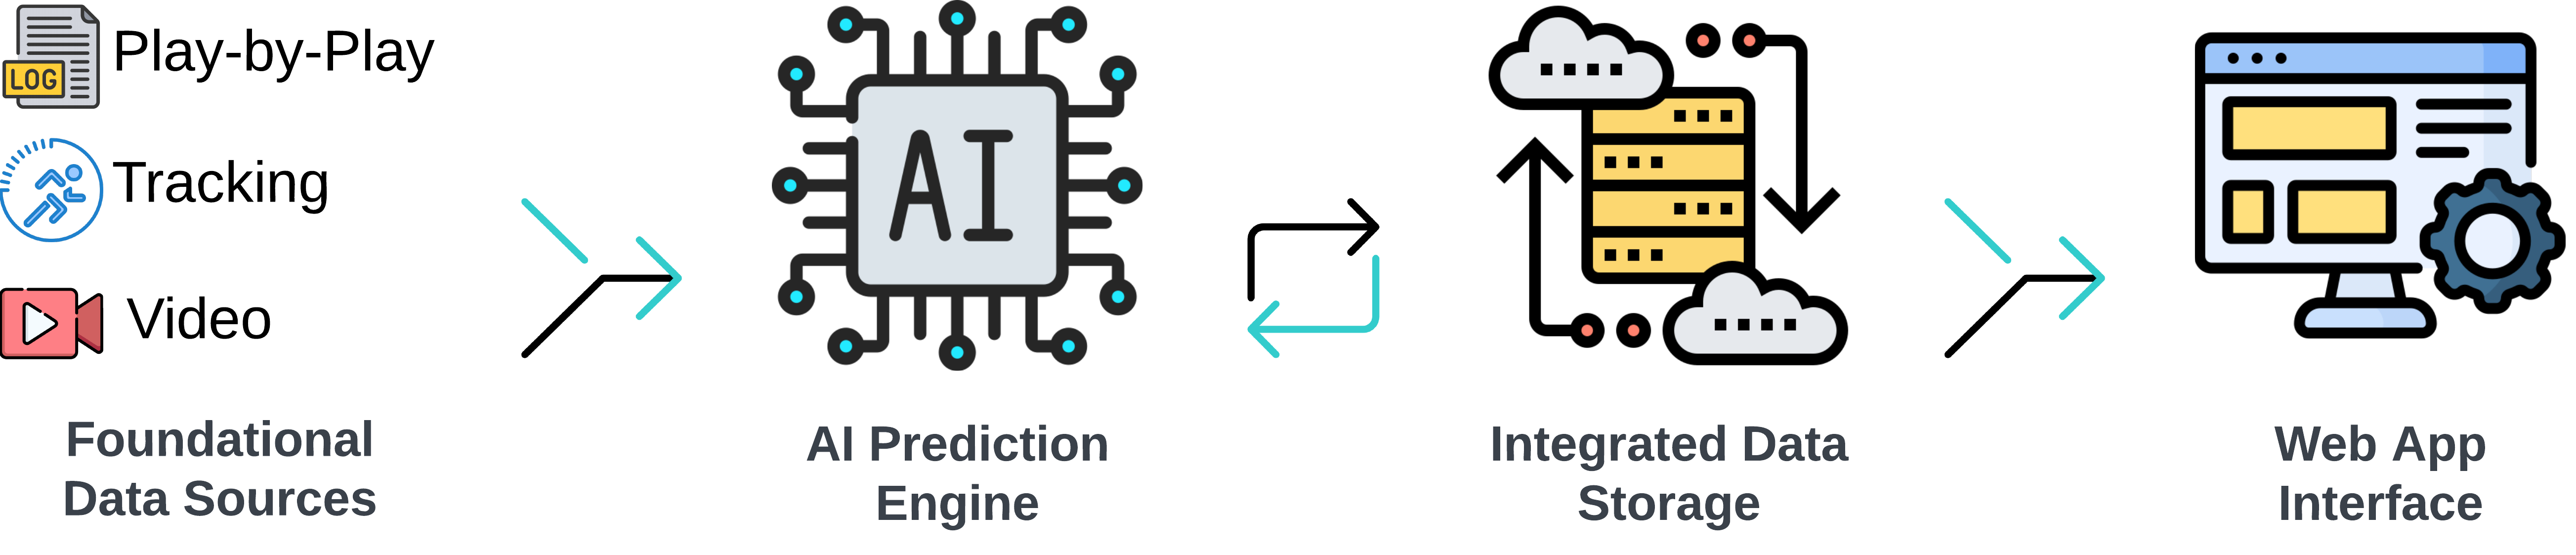 Play-by-Play
LOG
Tracking
Video
Foundational
Data Sources
AI
AI Prediction
Engine
Integrated Data
Storage
Web App
Interface